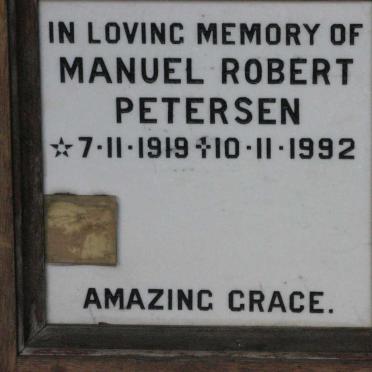 IN LOVING MEMORY OF
MANUEL ROBERT
PETERSEN
☆ 7·11·1919 ✝ 10·11·1992
AMAZING GRACE.